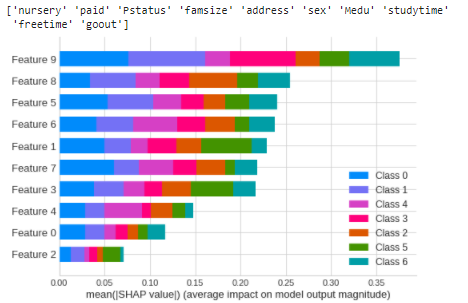 ['nursery' 'paid' 'Pstatus' 'famsize' 'address' 'sex' 'Medu' 'studytime'
'freetime' 'goout']
Feature 9
Feature 8
Feature 5
Feature 6
Feature 1
Feature 7
Feature 3
Feature 4
Feature 0
Feature 2
Class 0
Class 1
Class 4
Class 3
Class 2
Class 5
Class 6
0.00 0.05 0.10 0.15 0.20 0.25 0.30 0.35
mean(|SHAP value|) (average impact on model output magnitude)